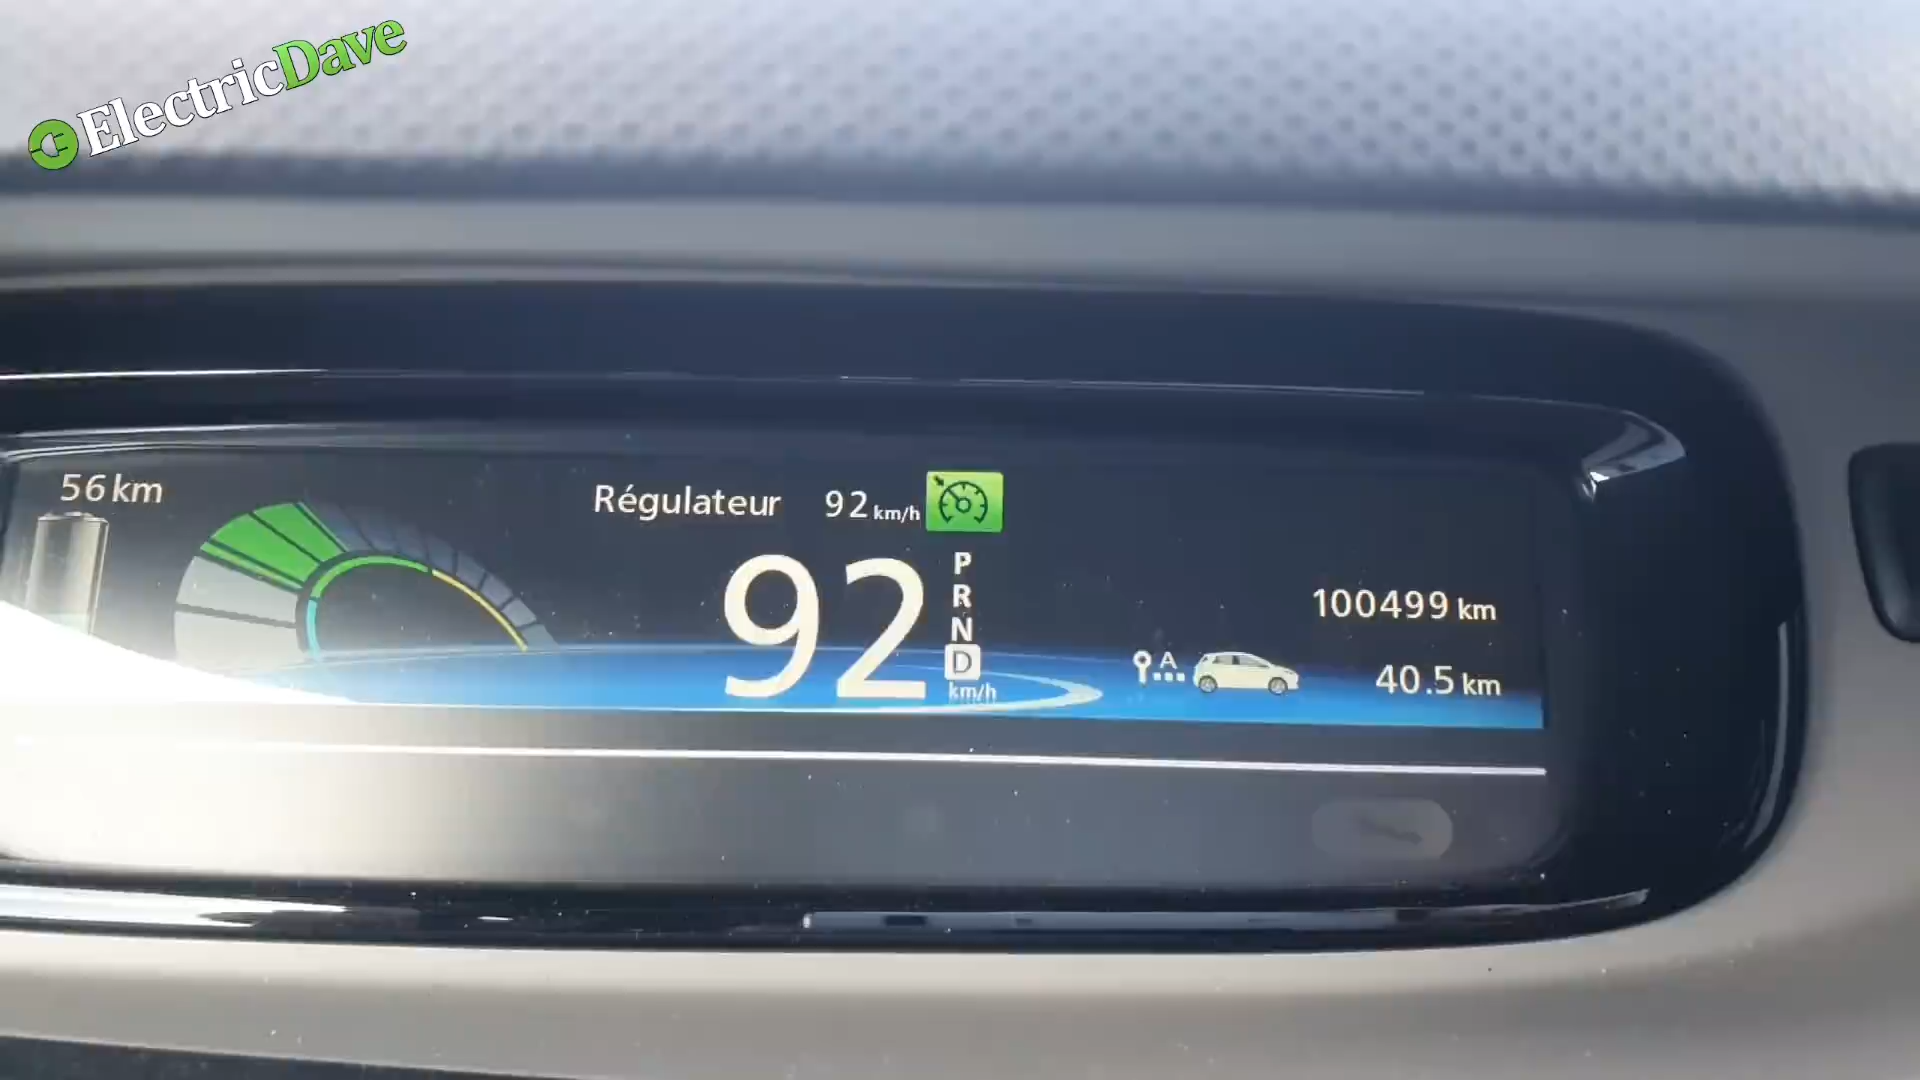 ElectricDave
56 km
Régulateur 92 km/h
92
P
R
N
D
km/h
100499 km
A
40.5 km